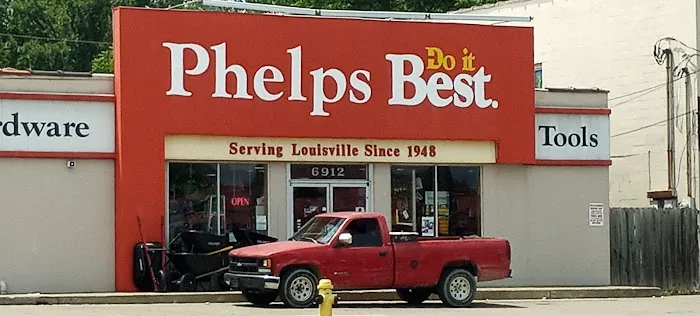 Phelps Do it Best.
rdware
Tools
Serving Louisville Since 1948
6912
OPEN